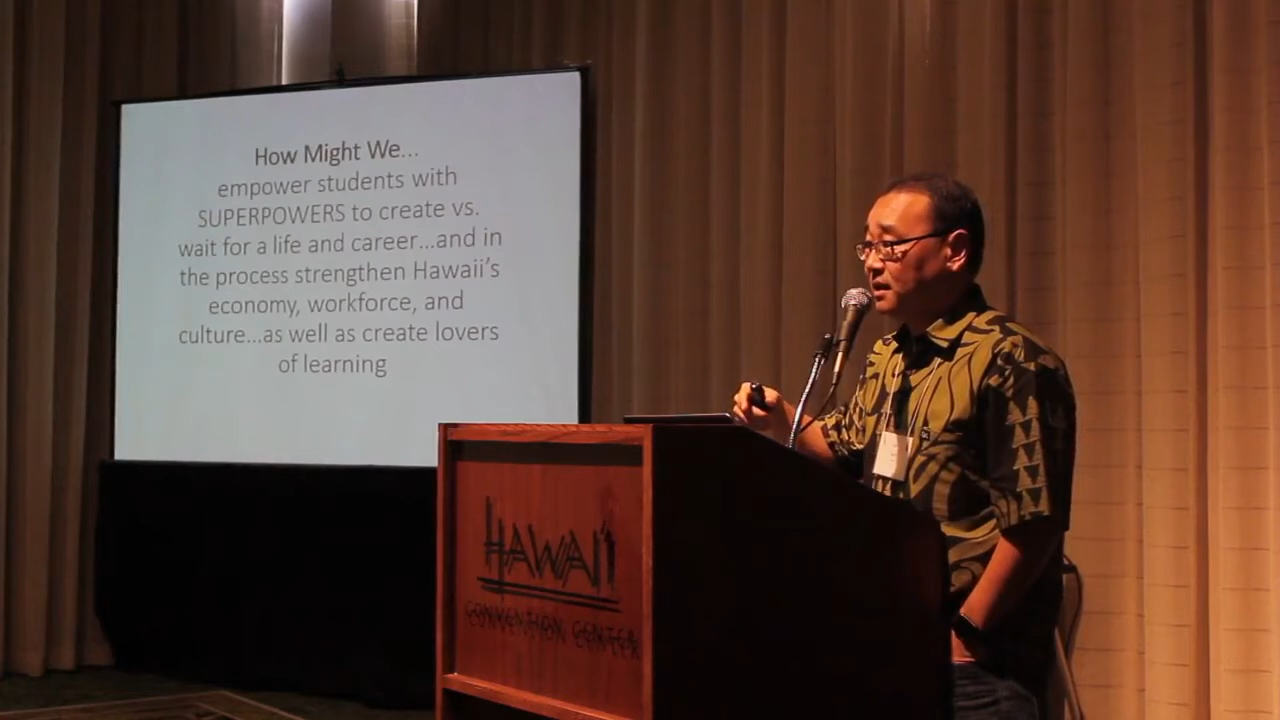 How Might We...
empower students with
SUPERPOWERS to create vs.
wait for a life and career...and in
the process strengthen Hawaii's
economy, workforce, and
culture...as well as create lovers
of learning
HAWAI'I
CONVENTION CENTER